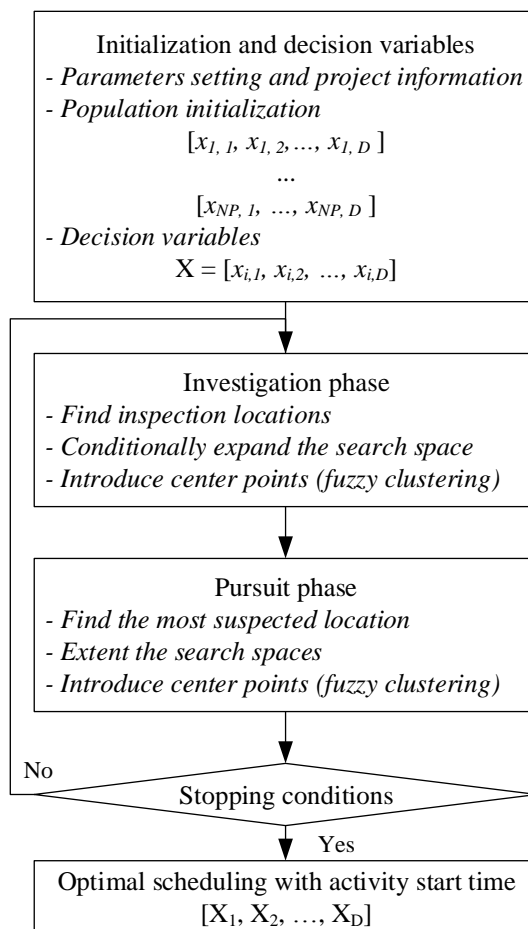 Initialization and decision variables
- Parameters setting and project information
- Population initialization
[x1, 1, x1, 2,..., x1, D ]
...
[xNP, 1, ..., xNP, D ]
- Decision variables
X = [xi,1, xi,2, ..., xi,D]
Investigation phase
- Find inspection locations
- Conditionally expand the search space
- Introduce center points (fuzzy clustering)
Pursuit phase
- Find the most suspected location
- Extent the search spaces
- Introduce center points (fuzzy clustering)
No
Stopping conditions
Yes
Optimal scheduling with activity start time
[X1, X2, …, XD]